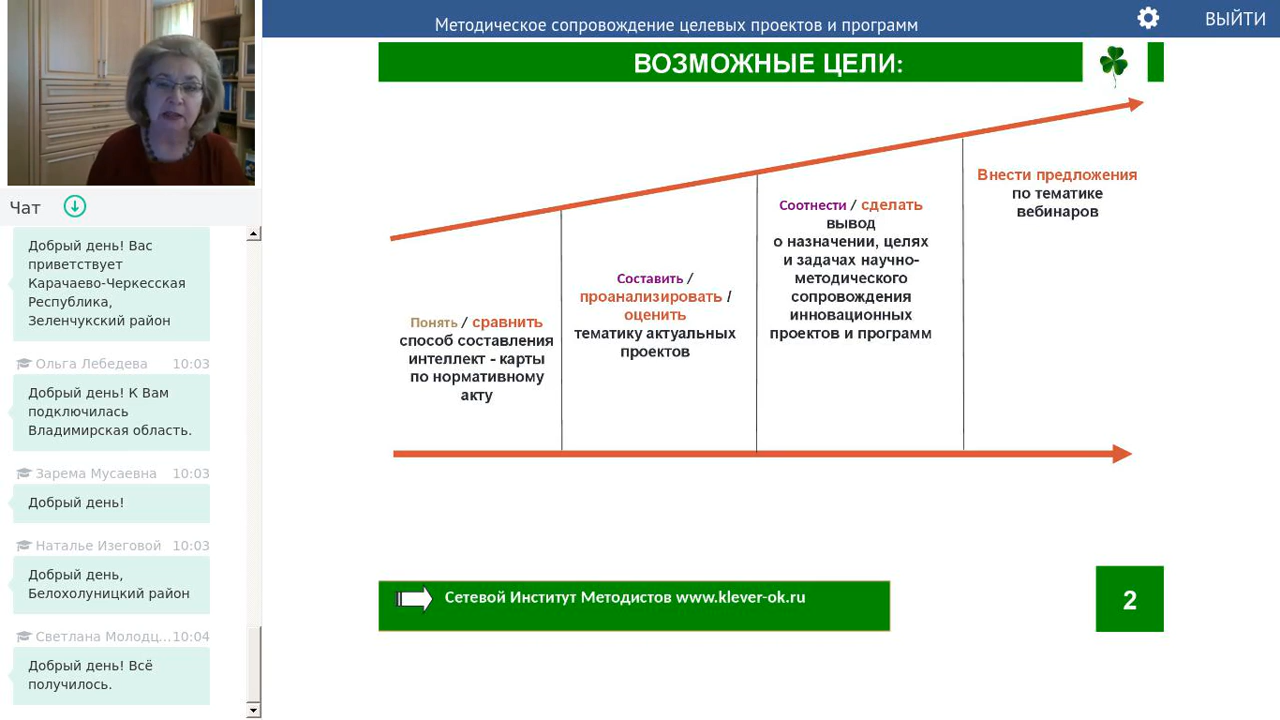 Методическое сопровождение целевых проектов и программ
ВЫЙТИ
Чат
Добрый день! Вас
приветствует
Карачаево-Черкесская
Республика,
Зеленчукский район
Ольга Лебедева 10:03
Добрый день! К Вам
подключилась
Владимирская область.
Зарема Мусаевна 10:03
Добрый день!
Наталье Изеговой 10:03
Добрый день,
Белохолуницкий район
Светлана Молодц... 10:04
Добрый день! Всё
получилось.
ВОЗМОЖНЫЕ ЦЕЛИ:
Понять / сравнить
способ составления
интеллект - карты
по нормативному
акту
Составить /
проанализировать /
оценить
тематику актуальных
проектов
Соотнести / сделать
вывод
о назначении, целях
и задачах научно-
методического
сопровождения
инновационных
проектов и программ
Внести предложения
по тематике
вебинаров
Сетевой Институт Методистов www.klever-ok.ru
2